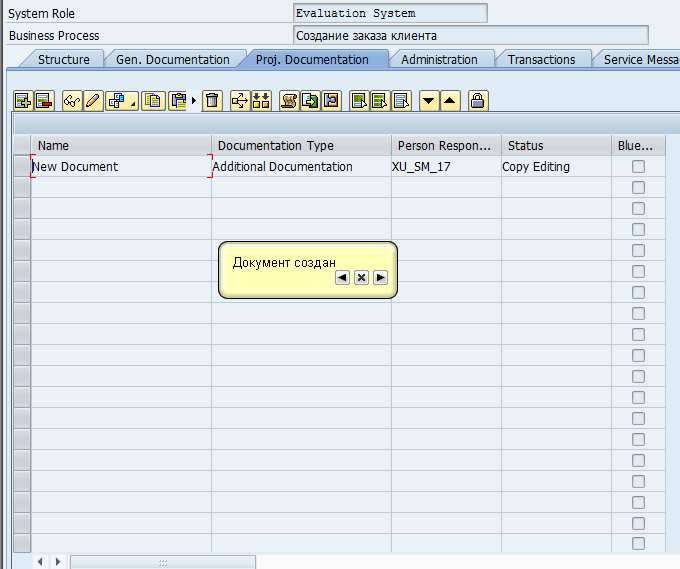 System Role Evaluation System
Business Process Создание заказа клиента
Structure Gen. Documentation Proj. Documentation Administration Transactions Service Messa
Name Documentation Type Person Respon... Status Blue...
New Document Additional Documentation XU_SM_17 Copy Editing
Документ создан